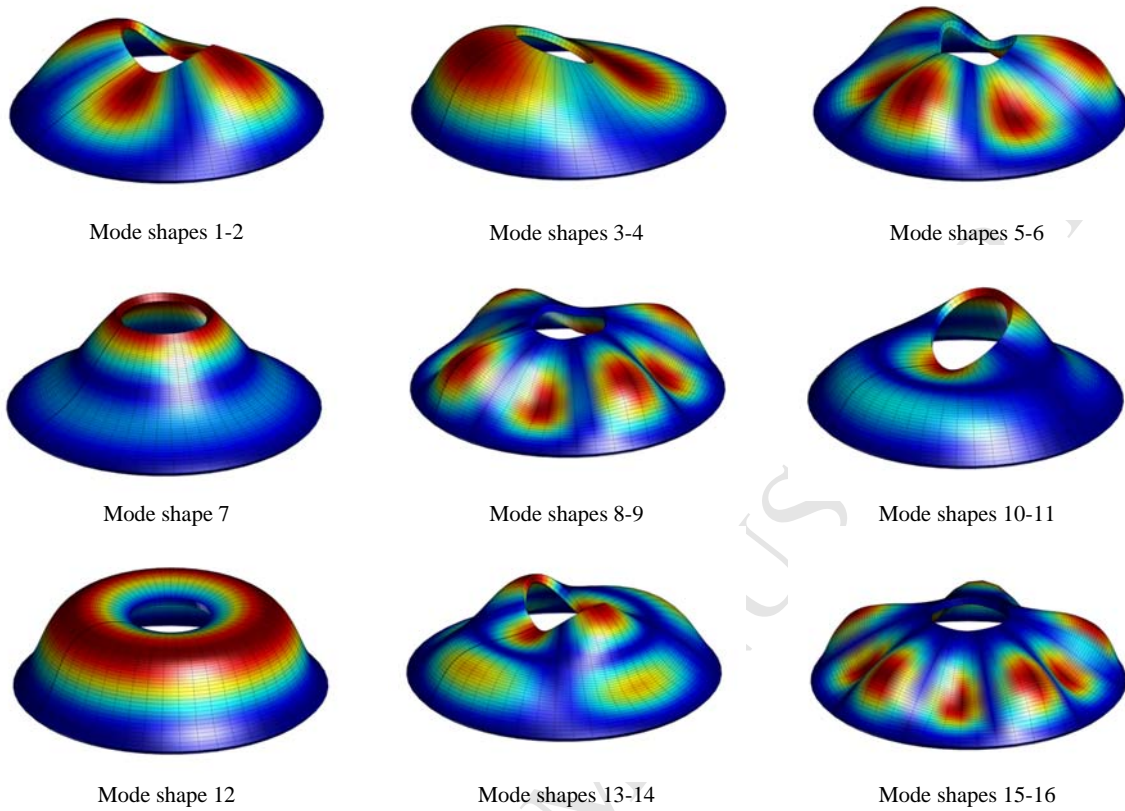 Mode shapes 1-2
Mode shapes 3-4
Mode shapes 5-6
Mode shape 7
Mode shapes 8-9
Mode shapes 10-11
Mode shape 12
Mode shapes 13-14
Mode shapes 15-16